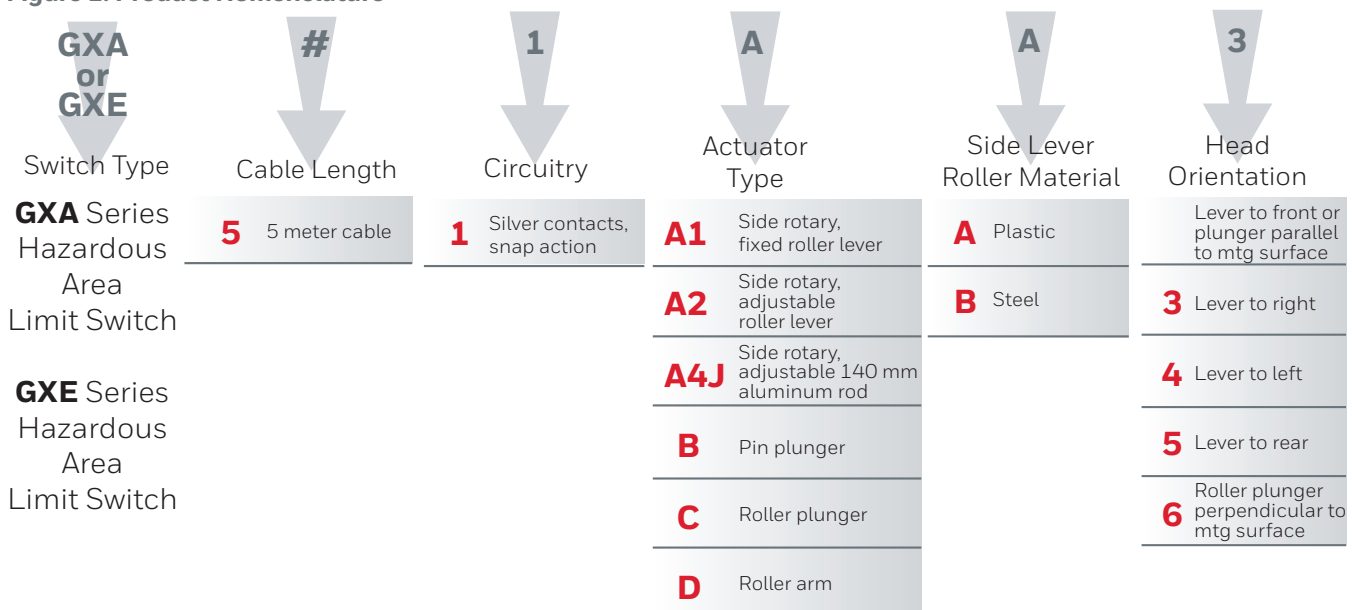 GXA
or
GXE
#
1
A
A
3
Switch Type
Cable Length
Circuitry
Actuator
Type
Side Lever
Roller Material
Head
Orientation
GXA Series
Hazardous
Area
Limit Switch
GXE Series
Hazardous
Area
Limit Switch
5 5 meter cable
1 Silver contacts,
snap action
A1 Side rotary,
fixed roller lever
A2 Side rotary,
adjustable
roller lever
A4J Side rotary,
adjustable 140 mm
aluminum rod
B Pin plunger
C Roller plunger
D Roller arm
A Plastic
B Steel
Lever to front or
plunger parallel
to mtg surface
3 Lever to right
4 Lever to left
5 Lever to rear
6 Roller plunger
perpendicular to
mtg surface